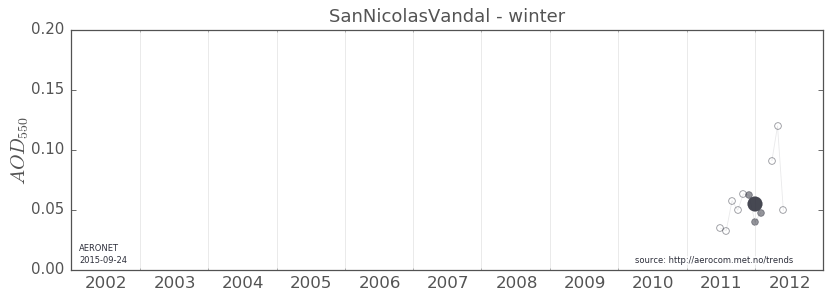 SanNicolasVandal - winter
0.20
0.15
0.10
0.05
0.00
AOD550
AERONET
2015-09-24
source: http://aerocom.met.no/trends
2002 2003 2004 2005 2006 2007 2008 2009 2010 2011 2012